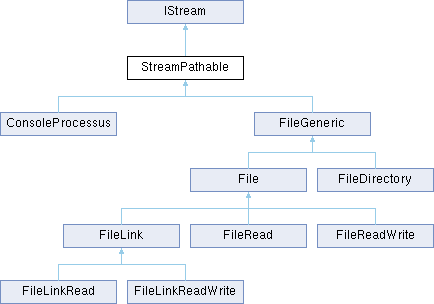 IStream
StreamPathable
ConsoleProcessus
FileGeneric
File
FileDirectory
FileLink
FileRead
FileReadWrite
FileLinkRead
FileLinkReadWrite